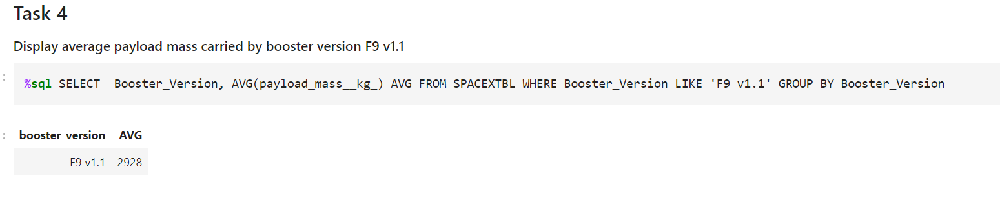 Task 4
Display average payload mass carried by booster version F9 v1.1
: %sql SELECT  Booster_Version, AVG(payload_mass__kg_) AVG FROM SPACEXTBL WHERE Booster_Version LIKE 'F9 v1.1' GROUP BY Booster_Version
: booster_version AVG
F9 v1.1 2928